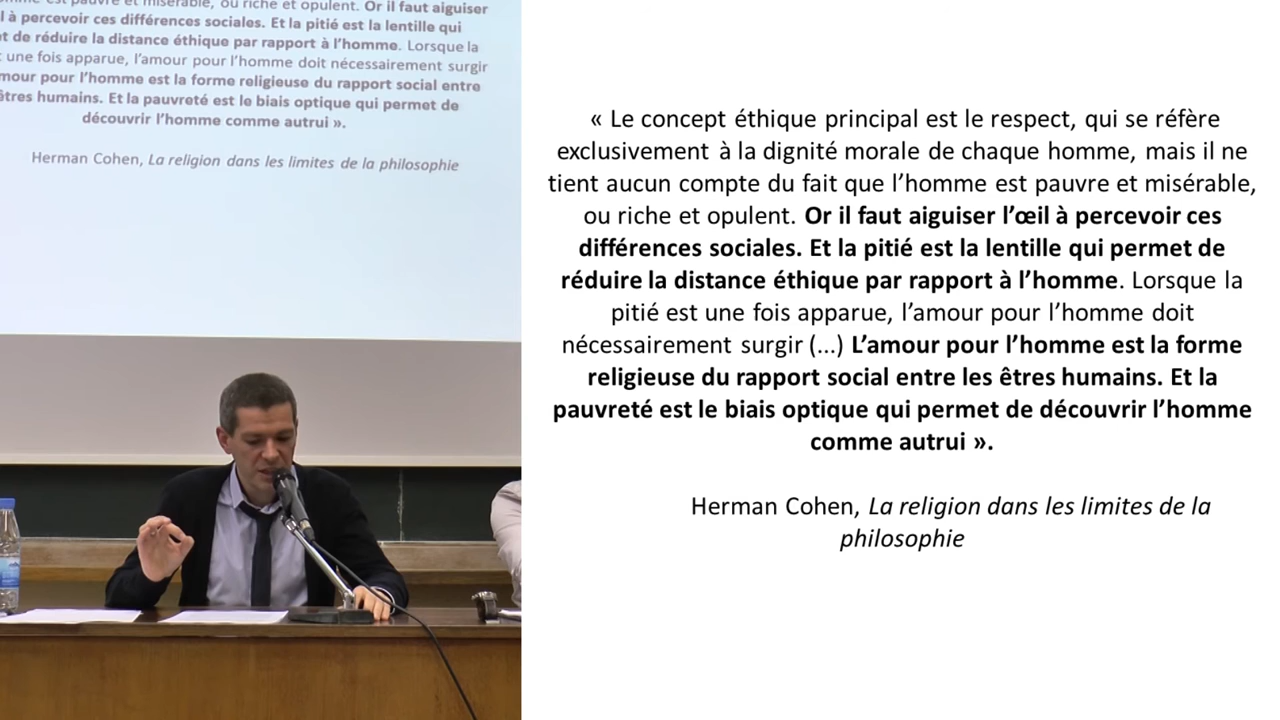 misérable, ou riche et opulent. Or il faut aiguiser
l à percevoir ces différences sociales. Et la pitié est la lentille qui
t de réduire la distance éthique par rapport à l'homme. Lorsque la
t une fois apparue, l'amour pour l'homme doit nécessairement surgir
mour pour l'homme est la forme religieuse du rapport social entre
êtres humains. Et la pauvreté est le biais optique qui permet de
découvrir l'homme comme autrui ».
Herman Cohen, La religion dans les limites de la philosophie
« Le concept éthique principal est le respect, qui se réfère
exclusivement à la dignité morale de chaque homme, mais il ne
tient aucun compte du fait que l'homme est pauvre et misérable,
ou riche et opulent. Or il faut aiguiser l'œil à percevoir ces
différences sociales. Et la pitié est la lentille qui permet de
réduire la distance éthique par rapport à l'homme. Lorsque la
pitié est une fois apparue, l'amour pour l'homme doit
nécessairement surgir (...) L'amour pour l'homme est la forme
religieuse du rapport social entre les êtres humains. Et la
pauvreté est le biais optique qui permet de découvrir l'homme
comme autrui ».
Herman Cohen, La religion dans les limites de la
philosophie